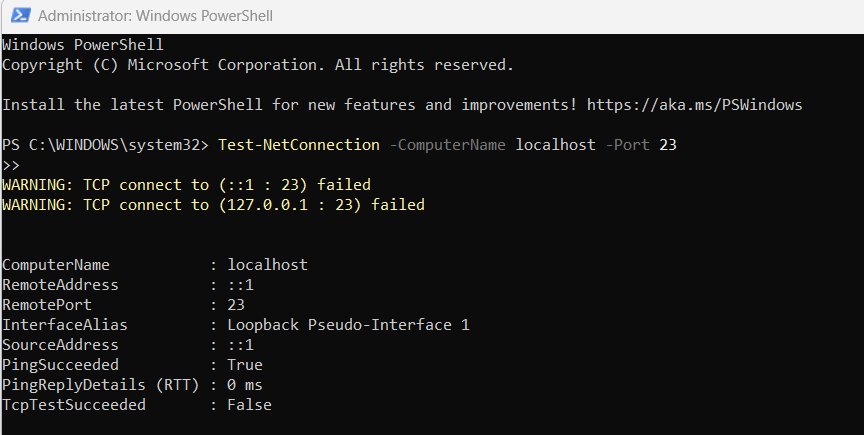 Administrator: Windows PowerShell
Windows PowerShell
Copyright (C) Microsoft Corporation. All rights reserved.
Install the latest PowerShell for new features and improvements! https://aka.ms/PSWindows
PS C:\WINDOWS\system32> Test-NetConnection -ComputerName localhost -Port 23
>>
WARNING: TCP connect to (::1 : 23) failed
WARNING: TCP connect to (127.0.0.1 : 23) failed
ComputerName           : localhost
RemoteAddress          : ::1
RemotePort             : 23
InterfaceAlias         : Loopback Pseudo-Interface 1
SourceAddress          : ::1
PingSucceeded          : True
PingReplyDetails (RTT) : 0 ms
TcpTestSucceeded       : False